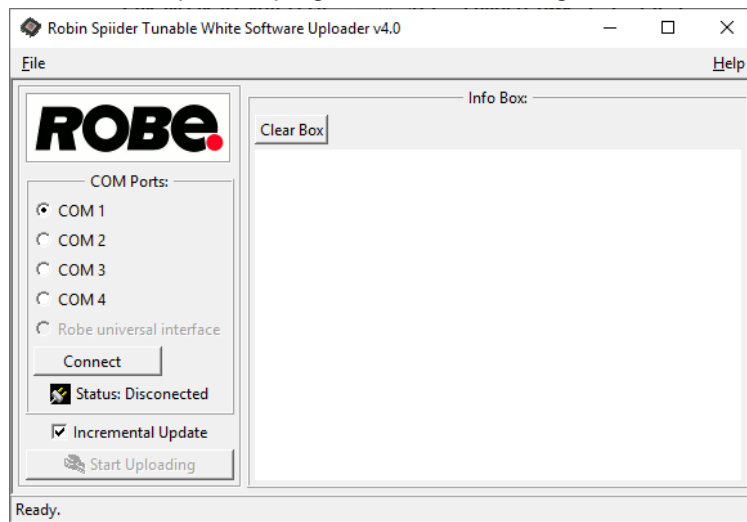 Robin Spiider Tunable White Software Uploader v4.0
File
Help
ROBE
COM Ports:
COM 1
COM 2
COM 3
COM 4
Robe universal interface
Connect
Status: Disconected
Incremental Update
Start Uploading
Info Box:
Clear Box
Ready.